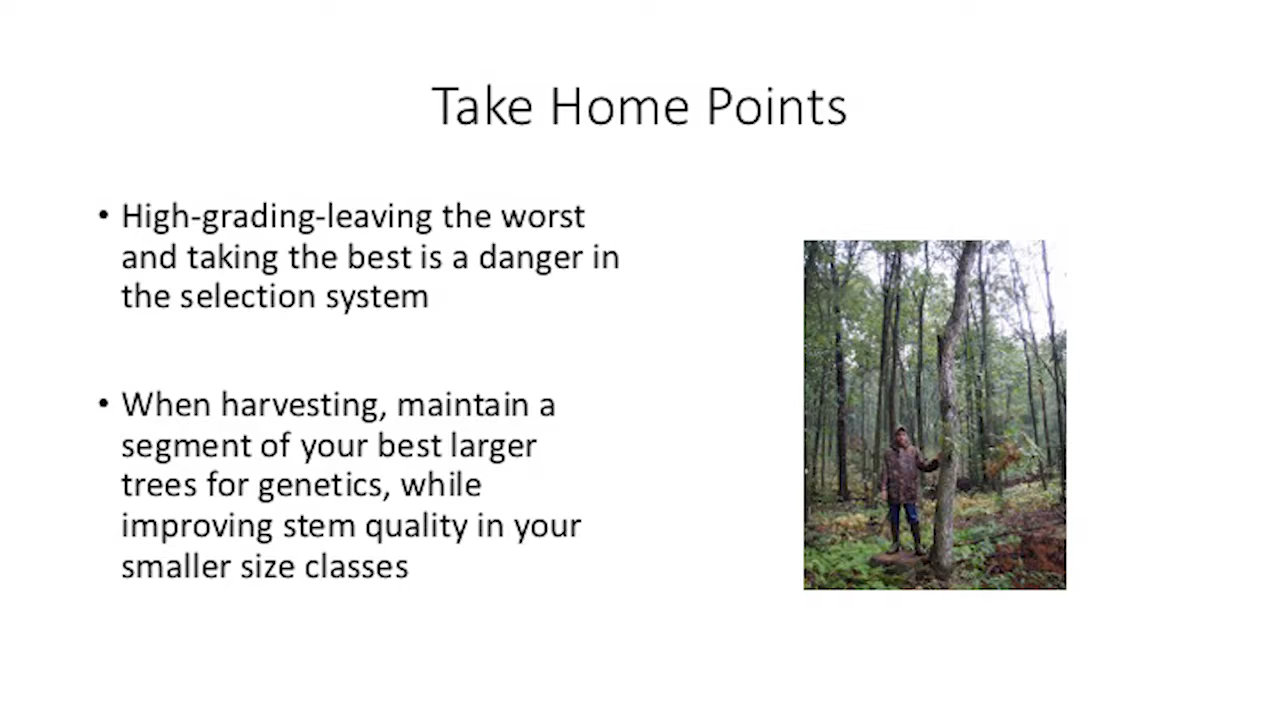 Take Home Points
• High-grading-leaving the worst
and taking the best is a danger in
the selection system
• When harvesting, maintain a
segment of your best larger
trees for genetics, while
improving stem quality in your
smaller size classes